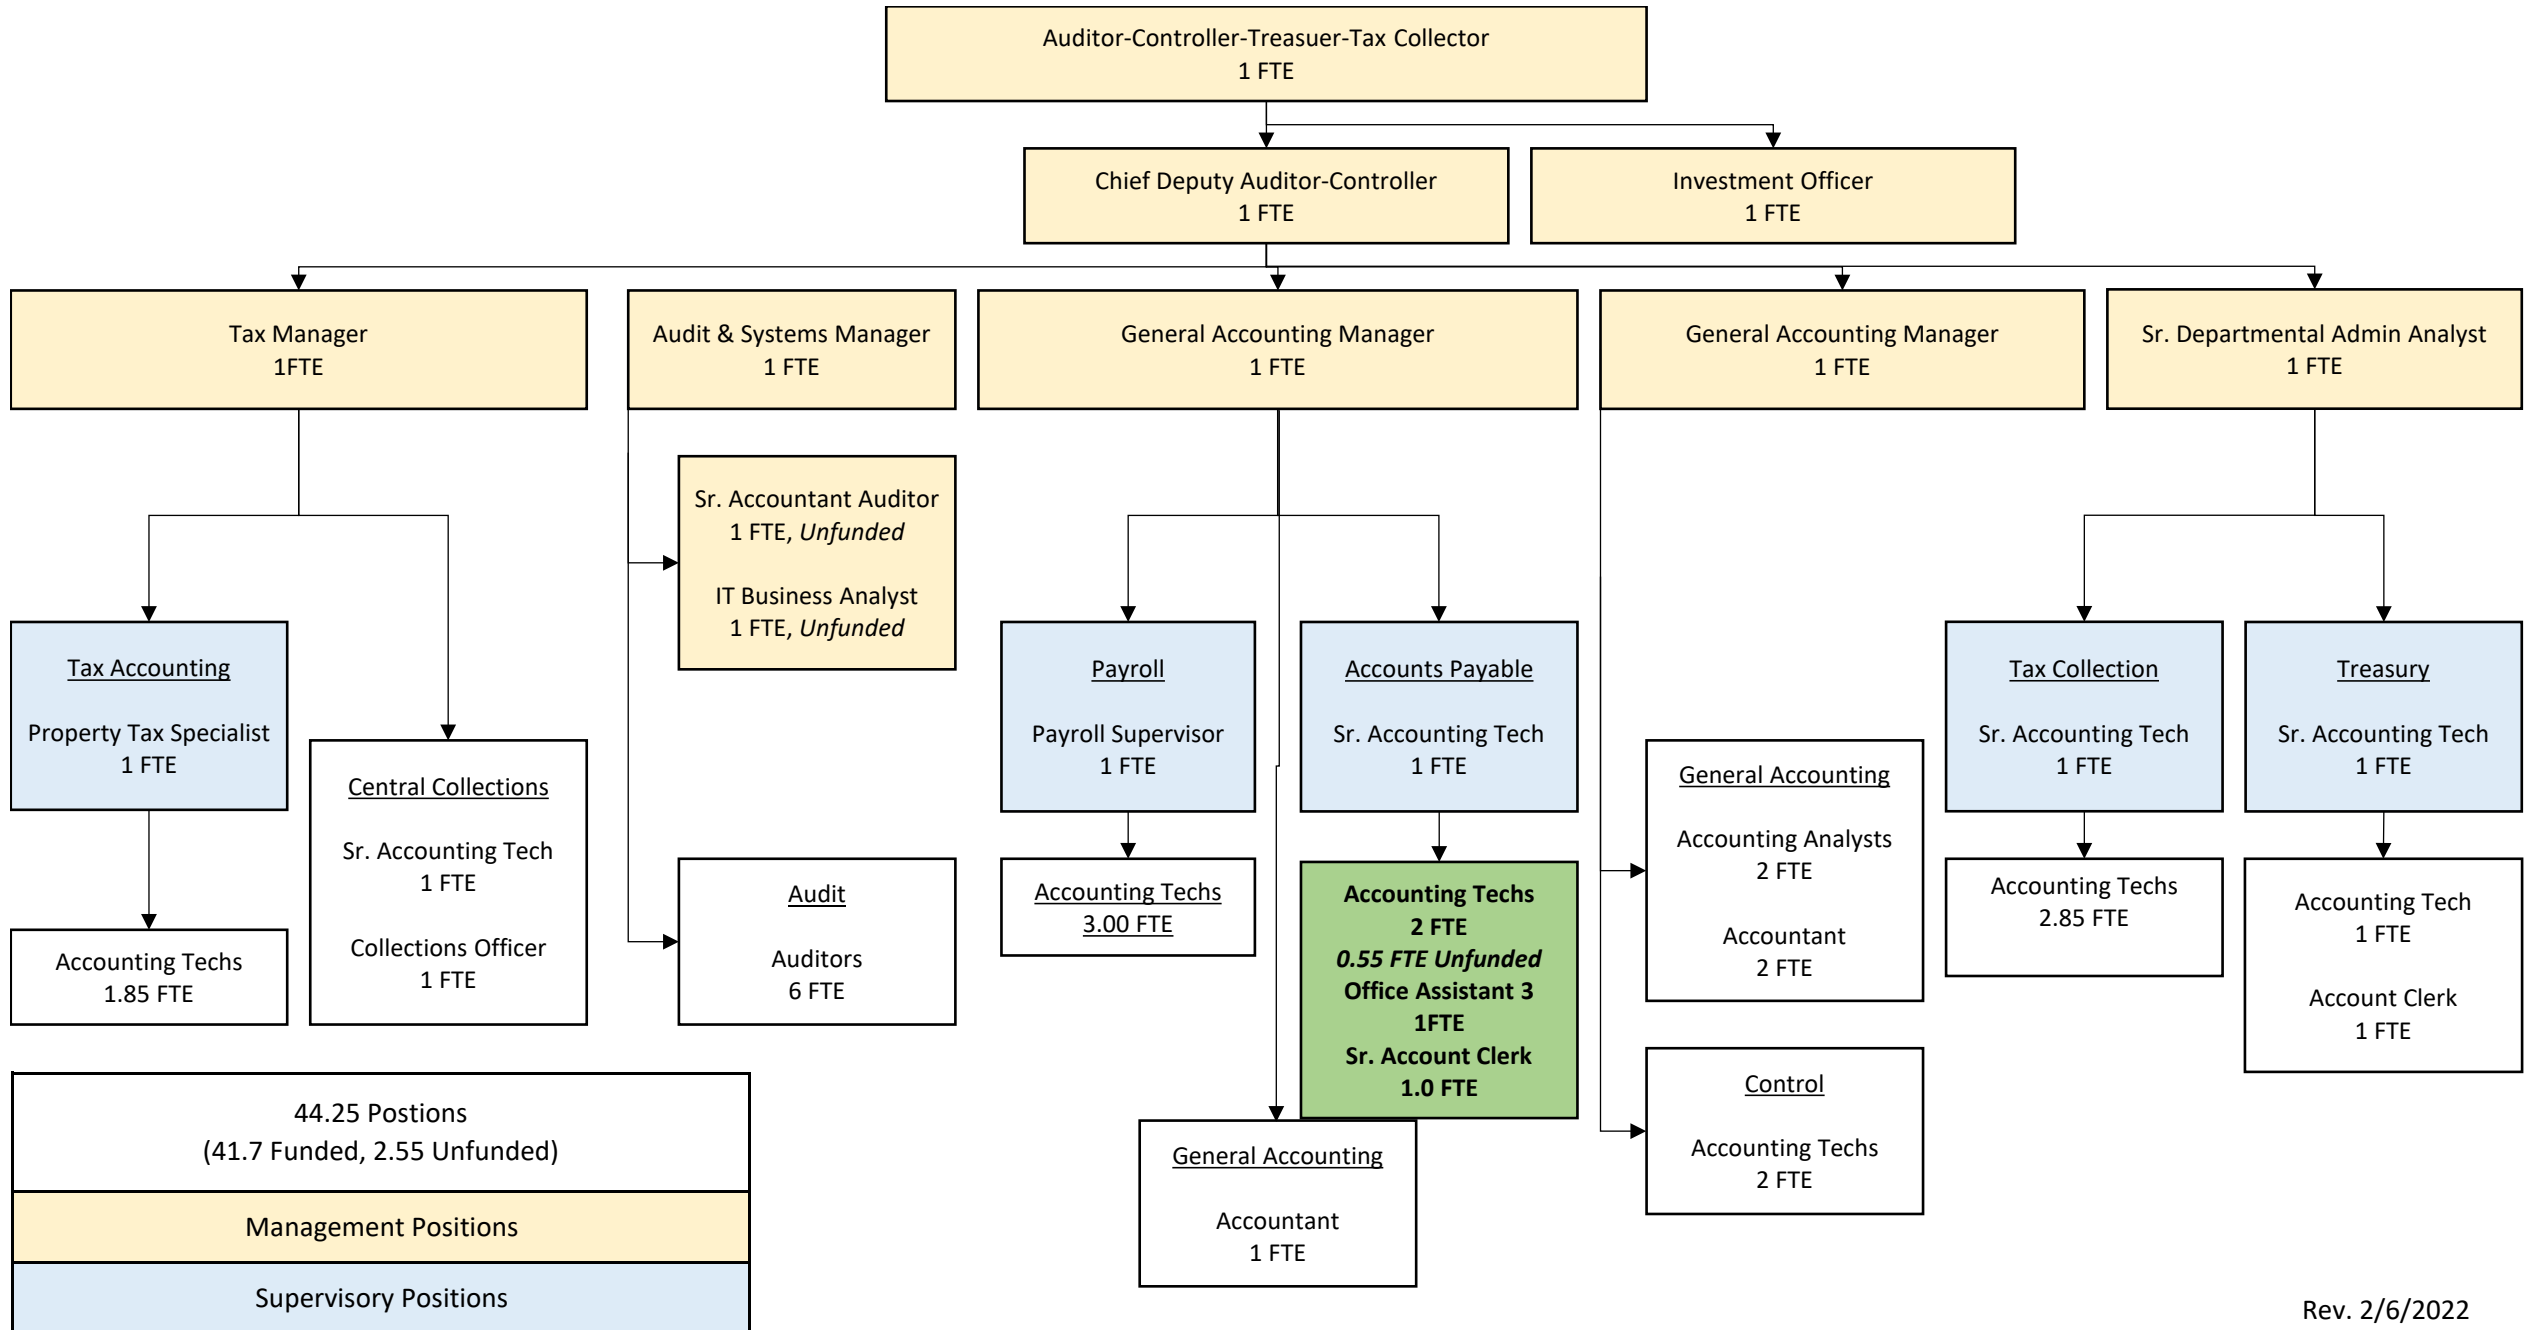 Auditor-Controller-Treasuer-Tax Collector
1 FTE
Chief Deputy Auditor-Controller
1 FTE
Investment Officer
1 FTE
Tax Manager
1FTE
Audit & Systems Manager
1 FTE
General Accounting Manager
1 FTE
General Accounting Manager
1 FTE
Sr. Departmental Admin Analyst
1 FTE
Sr. Accountant Auditor
1 FTE, Unfunded
IT Business Analyst
1 FTE, Unfunded
Tax Accounting
Property Tax Specialist
1 FTE
Central Collections
Sr. Accounting Tech
1 FTE
Collections Officer
1 FTE
Accounting Techs
1.85 FTE
Audit
Auditors
6 FTE
Payroll
Payroll Supervisor
1 FTE
Accounting Techs
3.00 FTE
Accounts Payable
Sr. Accounting Tech
1 FTE
Accounting Techs
2 FTE
0.55 FTE Unfunded
Office Assistant 3
1FTE
Sr. Account Clerk
1.0 FTE
General Accounting
Accountant
1 FTE
General Accounting
Accounting Analysts
2 FTE
Accountant
2 FTE
Control
Accounting Techs
2 FTE
Tax Collection
Sr. Accounting Tech
1 FTE
Accounting Techs
2.85 FTE
Treasury
Sr. Accounting Tech
1 FTE
Accounting Tech
1 FTE
Account Clerk
1 FTE
44.25 Postions
(41.7 Funded, 2.55 Unfunded)
Management Positions
Supervisory Positions
Rev. 2/6/2022